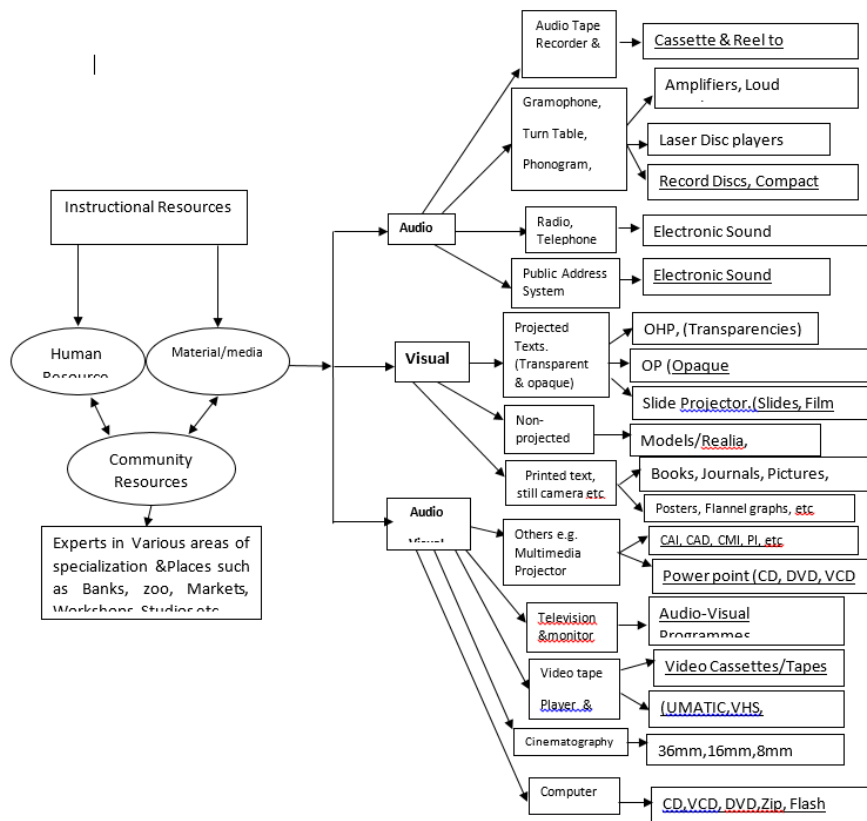 Instructional Resources
Human
Material/media
Community
Resources
Experts in Various areas of
specialization &Places such
as Banks, zoo, Markets,
Workshops, Studios etc
Audio
Audio Tape
Recorder &
Cassette & Reel to
Gramophone,
Turn Table,
Phonogram,
Amplifiers, Loud
Laser Disc players
Record Discs, Compact
Radio,
Telephone
Electronic Sound
Public Address
System
Electronic Sound
Visual
Projected
Texts.
(Transparent
& opaque)
OHP, (Transparencies)
OP (Opaque
Slide Projector.(Slides, Film
Non-
projected
Models/Realia,
Printed text,
still camera etc
Books, Journals, Pictures,
Posters, Flannel graphs, etc
Audio
Others e.g.
Multimedia
Projector
CAI, CAD, CMI, PI, etc
Power point (CD, DVD, VCD
Television
&monitor
Audio-Visual
Programmes
Video tape
Player &
Video Cassettes/Tapes
(UMATIC,VHS,
Cinematography
36mm,16mm,8mm
Computer
CD,VCD, DVD,Zip, Flash